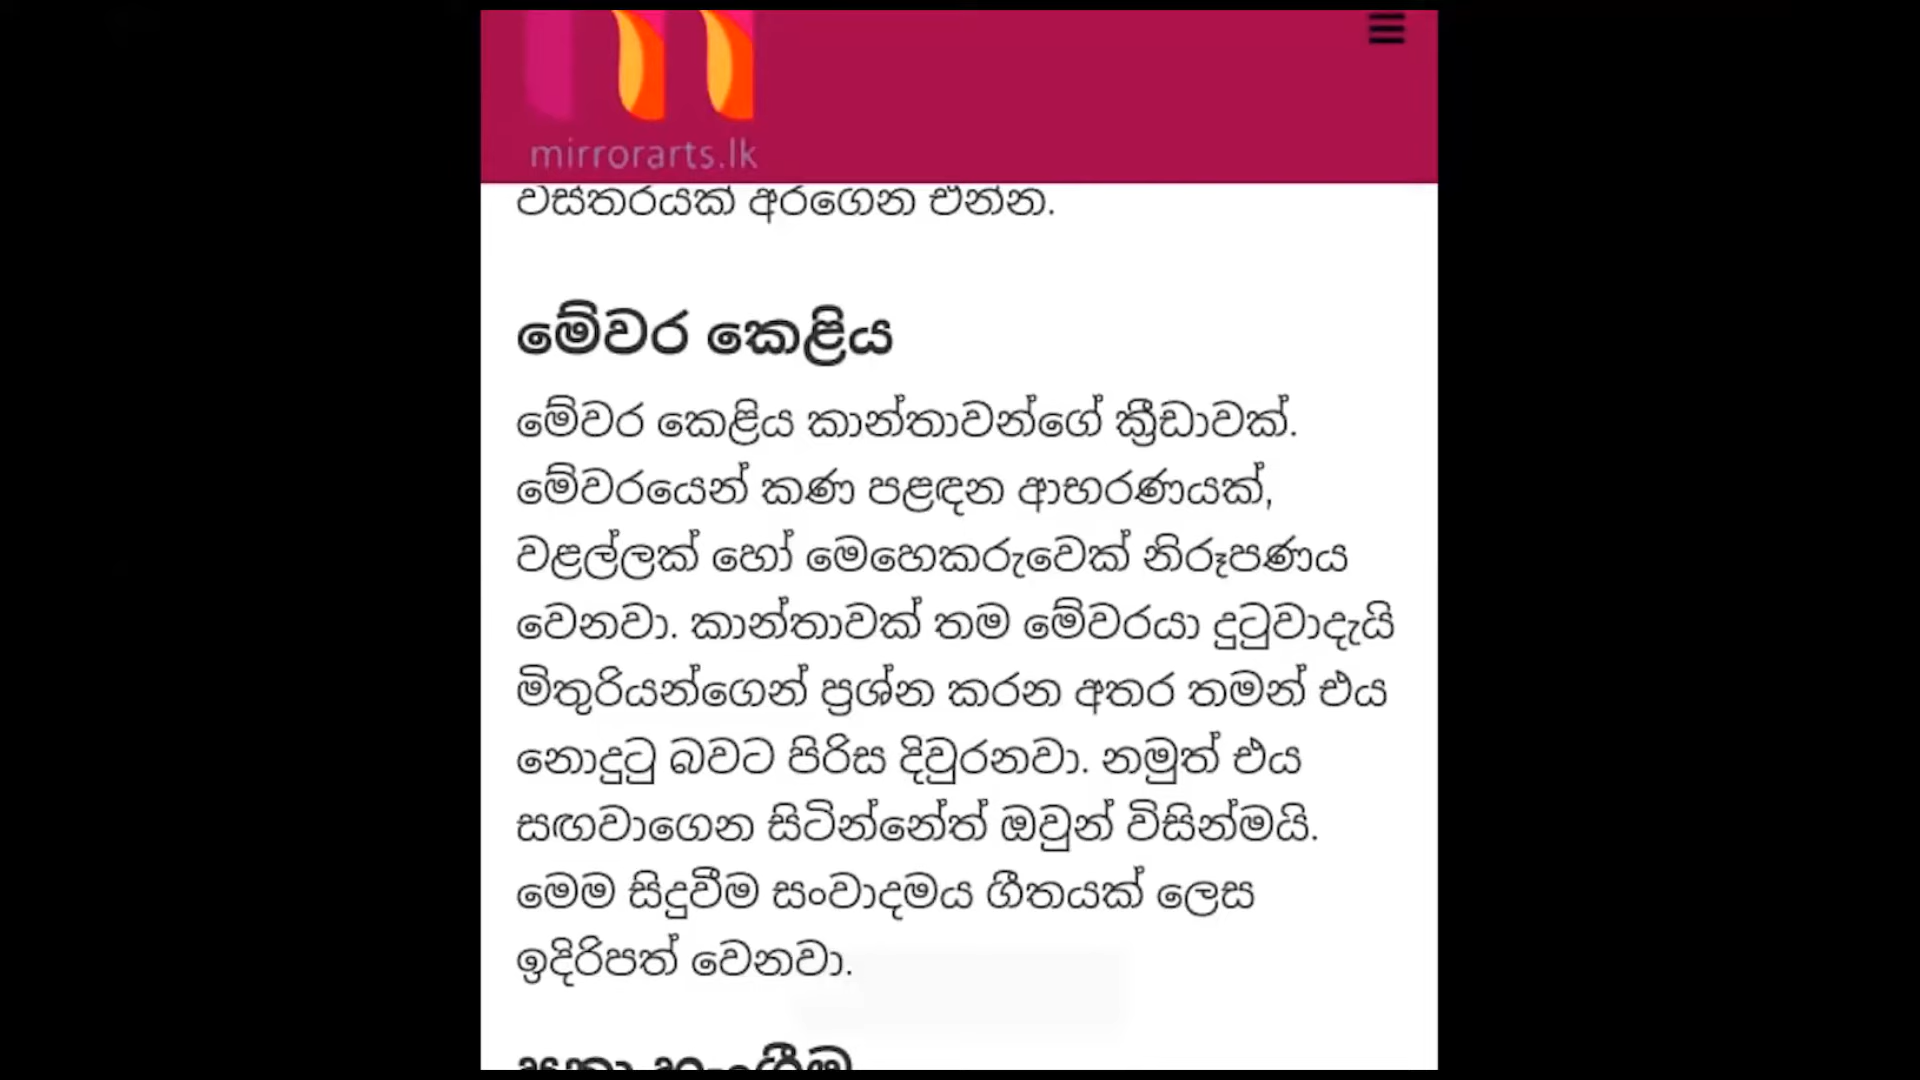 mirrorarts.lk
අරගෙන එන්න.
මේවර කෙළිය
මේවර කෙළිය කාන්තාවන්ගේ ක්‍රීඩාවක්.
මේවරයෙන් කණ පළඳන ආභරණයක්,
වළල්ලක් හෝ මෙහෙකරුවෙක් නිරූපණය
වෙනවා. කාන්තාවක් තම මේවරයා දුටුවාදැයි
මිතුරියන්ගෙන් ප්‍රශ්න කරන අතර තමන් එය
නොදුටු බවට පිරිස දිවුරනවා. නමුත් එය
සඟවාගෙන සිටින්නේත් ඔවුන් විසින්මයි.
මෙම සිදුවීම සංවාදමය ගීතයක් ලෙස
ඉදිරිපත් වෙනවා.